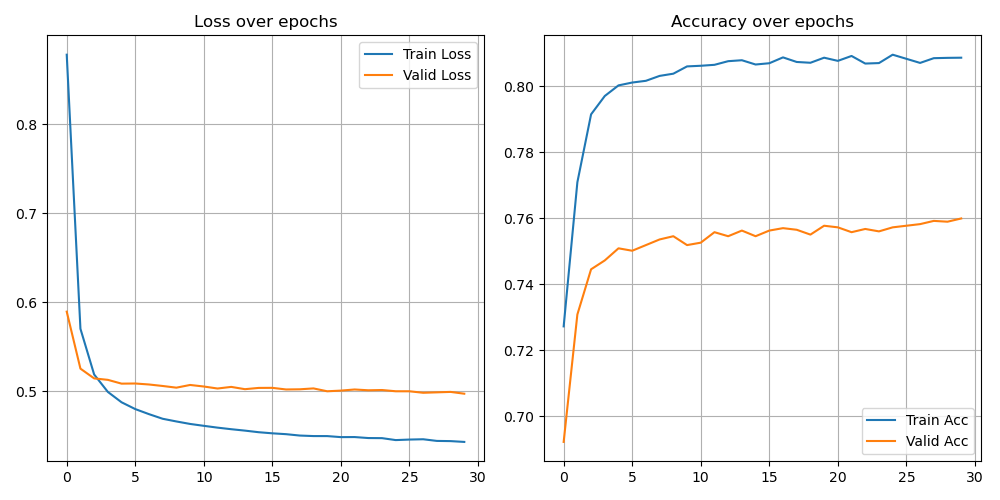 Loss over epochs
Train Loss
Valid Loss
0.8
0.7
0.6
0.5
0 5 10 15 20 25 30
Accuracy over epochs
0.80
0.78
0.76
0.74
0.72
0.70
Train Acc
Valid Acc
0 5 10 15 20 25 30